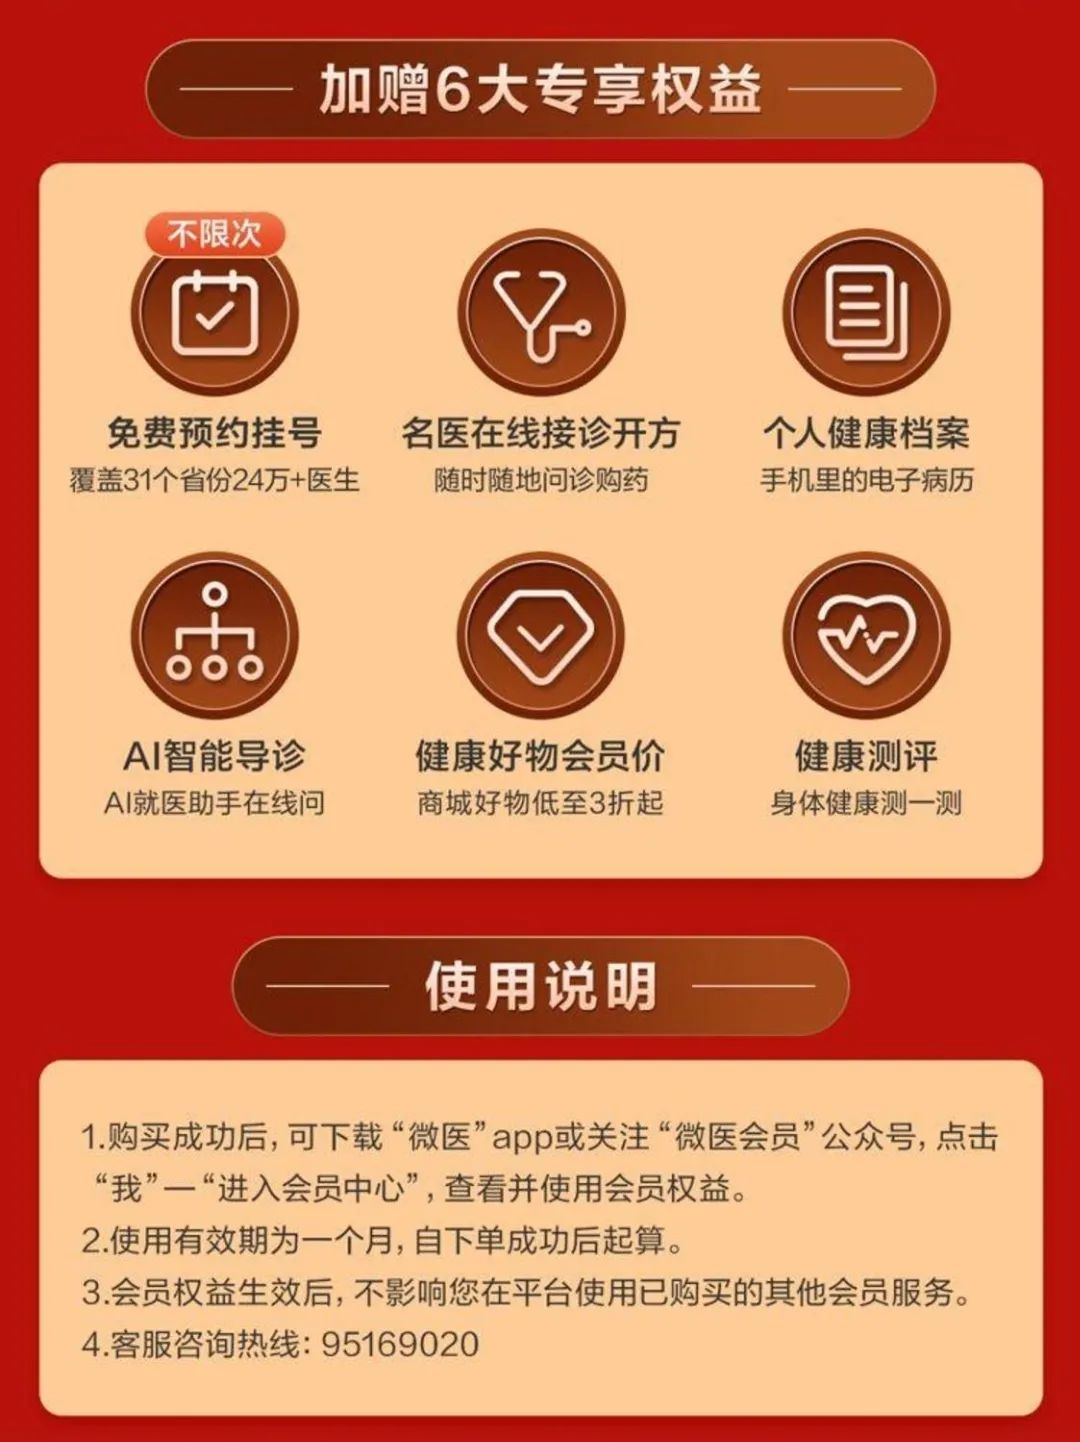 加赠6大专享权益
不限次
免费预约挂号
覆盖31个省份24万+医生
名医在线接诊开方
随时随地问诊购药
个人健康档案
手机里的电子病历
AI智能导诊
AI就医助手在线问
健康好物会员价
商城好物低至3折起
健康测评
身体健康测一测
使用说明
1.购买成功后，可下载“微医”app或关注“微医会员”公众号，点击
“我”—“进入会员中心”，查看并使用会员权益。
2.使用有效期为一个月，自下单成功后起算。
3.会员权益生效后，不影响您在平台使用已购买的其他会员服务。
4.客服咨询热线：95169020